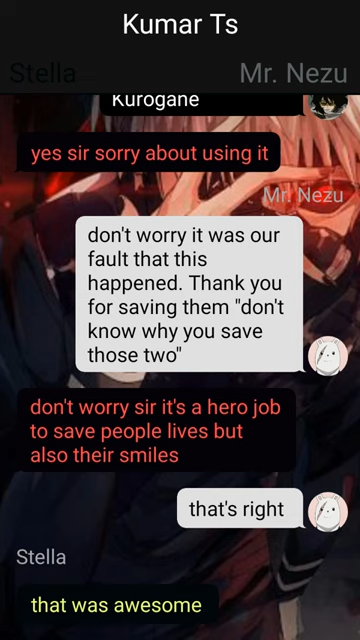 Kumar Ts
Stella
Mr. Nezu
Kurogane
yes sir sorry about using it
Mr. Nezu
don't worry it was our
fault that this
happened. Thank you
for saving them "don't
know why you save
those two"
don't worry sir it's a hero job
to save people lives but
also their smiles
that's right
Stella
that was awesome